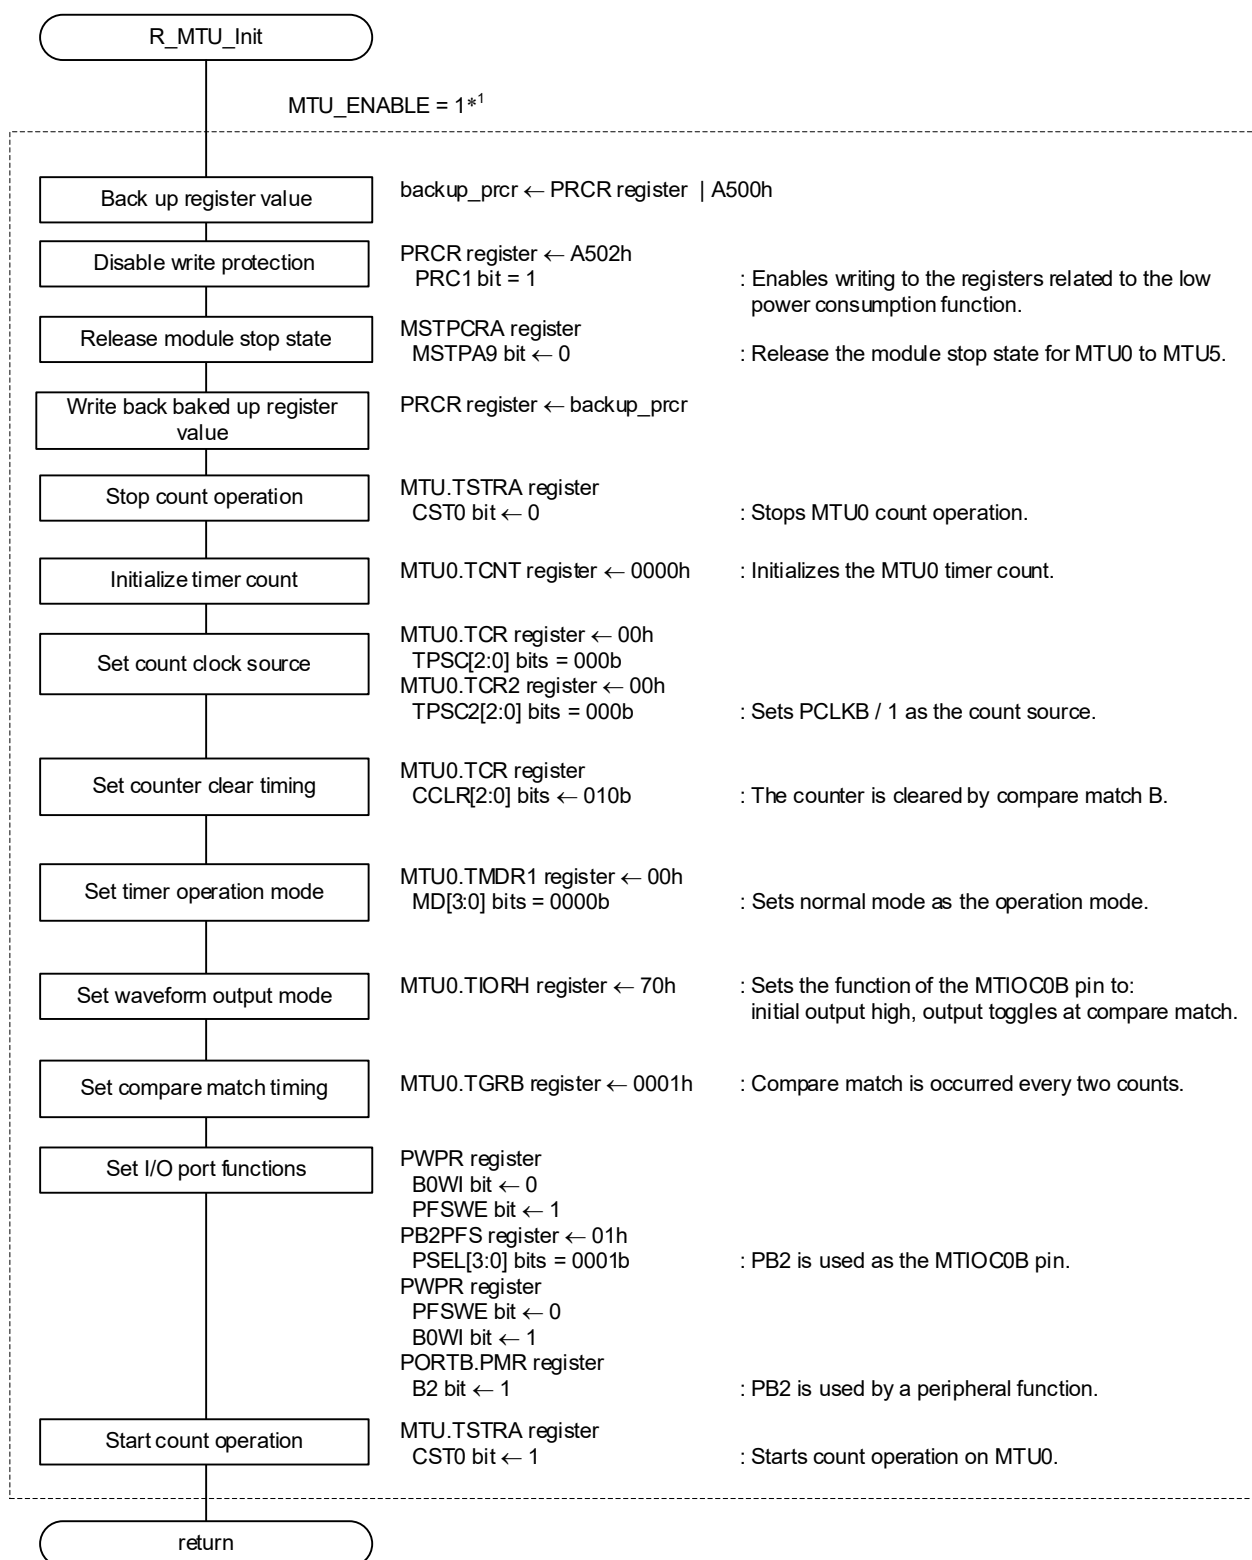 R_MTU_Init
MTU_ENABLE = 1*1
Back up register value
backup_prcr ← PRCR register | A500h
Disable write protection
PRCR register ← A502h
PRC1 bit = 1 : Enables writing to the registers related to the low
power consumption function.
Release module stop state
MSTPCRA register
MSTPA9 bit ← 0 : Release the module stop state for MTU0 to MTU5.
Write back baked up register
value
PRCR register ← backup_prcr
Stop count operation
MTU.TSTRA register
CST0 bit ← 0 : Stops MTU0 count operation.
Initialize timer count
MTU0.TCNT register ← 0000h : Initializes the MTU0 timer count.
Set count clock source
MTU0.TCR register ← 00h
TPSC[2:0] bits = 000b
MTU0.TCR2 register ← 00h
TPSC2[2:0] bits = 000b : Sets PCLKB / 1 as the count source.
Set counter clear timing
MTU0.TCR register
CCLR[2:0] bits ← 010b : The counter is cleared by compare match B.
Set timer operation mode
MTU0.TMDR1 register ← 00h
MD[3:0] bits = 0000b : Sets normal mode as the operation mode.
Set waveform output mode
MTU0.TIORH register ← 70h : Sets the function of the MTIOC0B pin to:
initial output high, output toggles at compare match.
Set compare match timing
MTU0.TGRB register ← 0001h : Compare match is occurred every two counts.
Set I/O port functions
PWPR register
B0WI bit ← 0
PFSWE bit ← 1
PB2PFS register ← 01h
PSEL[3:0] bits = 0001b : PB2 is used as the MTIOC0B pin.
PWPR register
PFSWE bit ← 0
B0WI bit ← 1
PORTB.PMR register
B2 bit ← 1 : PB2 is used by a peripheral function.
Start count operation
MTU.TSTRA register
CST0 bit ← 1 : Starts count operation on MTU0.
return